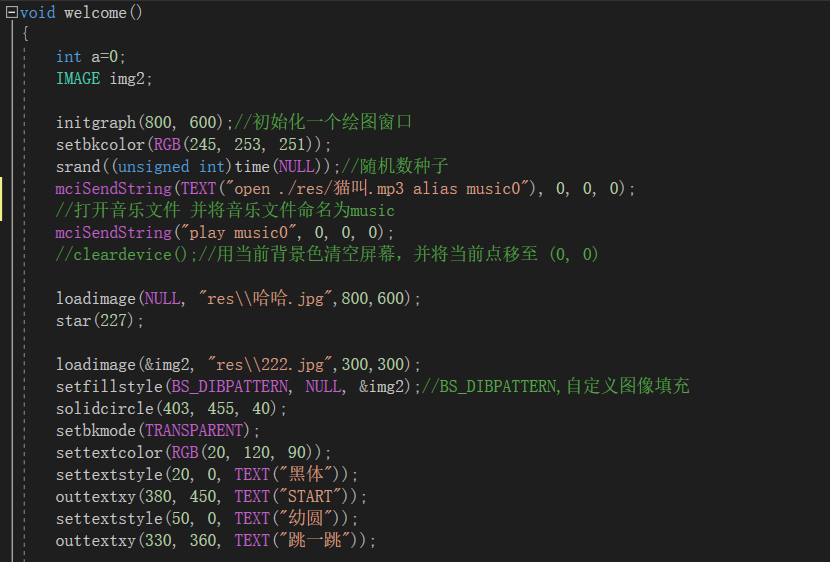 void welcome()
{
int a=0;
IMAGE img2;
initgraph(800, 600);//初始化一个绘图窗口
setbkcolor(RGB(245, 253, 251));
srand((unsigned int)time(NULL));//随机数种子
mciSendString(TEXT("open ./res/猫叫.mp3 alias music0"), 0, 0, 0);
//打开音乐文件 并将音乐文件命名为music
mciSendString("play music0", 0, 0, 0);
//cleardevice();//用当前背景色清空屏幕，并将当前点移至 (0, 0)
loadimage(NULL, "res\\哈哈.jpg",800,600);
star(227);
loadimage(&img2, "res\\222.jpg",300,300);
setfillstyle(BS_DIBPATTERN, NULL, &img2);//BS_DIBPATTERN,自定义图像填充
solidcircle(403, 455, 40);
setbkmode(TRANSPARENT);
settextcolor(RGB(20, 120, 90));
settextstyle(20, 0, TEXT("黑体"));
outtextxy(380, 450, TEXT("START"));
settextstyle(50, 0, TEXT("幼圆"));
outtextxy(330, 360, TEXT("跳一跳"));